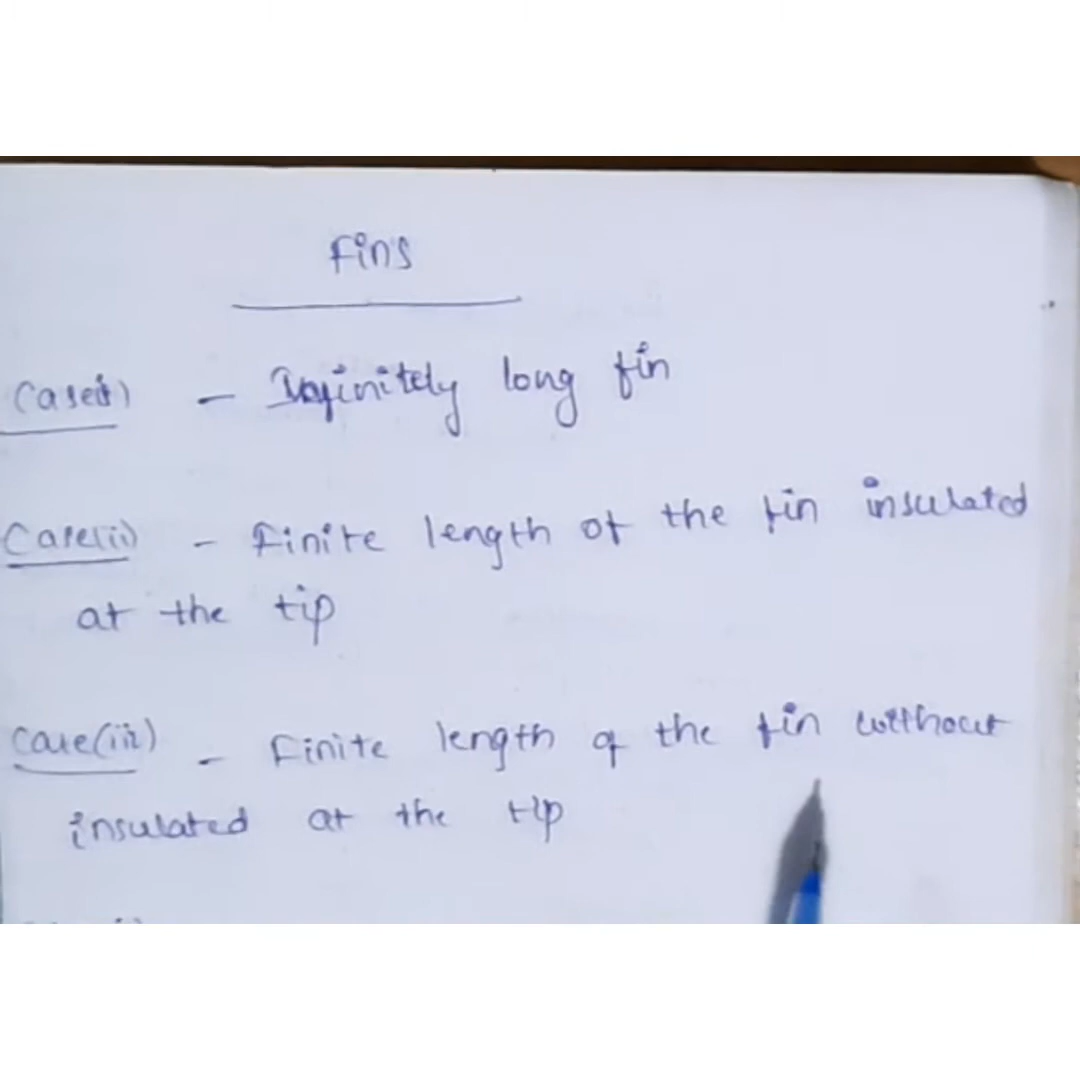 Fin's
Case(i) - Infinitely long fin
Case(ii) - Finite length of the fin insulated
at the tip
Case(iii) - Finite length of the fin without
insulated at the tip